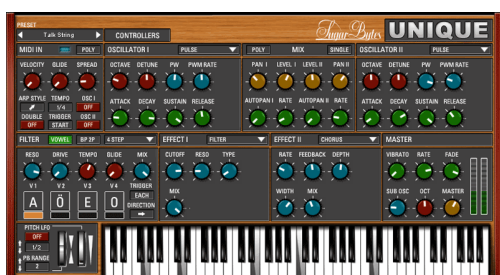 PRESET
Talk String CONTROLLERS Sugar Bytes UNIQUE
MIDI IN POLY OSCILLATOR I PULSE POLY MIX SINGLE OSCILLATOR II PULSE
VELOCITY GLIDE SPREAD OCTAVE DETUNE PW PWM RATE PAN I LEVEL I LEVEL II PAN II OCTAVE DETUNE PW PWM RATE
ARP STYLE TEMPO OSC I ATTACK DECAY SUSTAIN RELEASE AUTOPAN I RATE AUTOPAN II RATE ATTACK DECAY SUSTAIN RELEASE
1/4 OFF
DOUBLE TRIGGER OSC II
OFF START OFF
FILTER VOWEL BP 2P 4 STEP EFFECT I FILTER EFFECT II CHORUS MASTER
RESO DRIVE TEMPO GLIDE MIX CUTOFF RESO TYPE RATE FEEDBACK DEPTH VIBRATO RATE FADE
V 1 V 2 V 3 V 4 TRIGGER MIX WIDTH MIX SUB OSC OCT MASTER
A Ö E O EACH
DIRECTION
PITCH LFO
OFF
1/2
PB RANGE
2